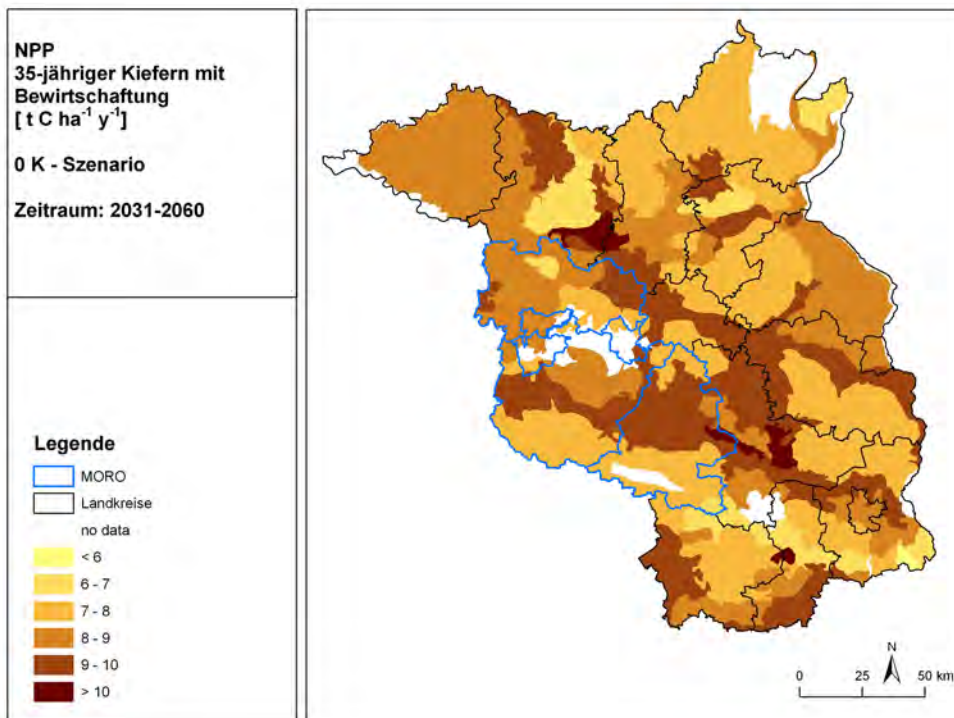 NPP
35-jähriger Kiefern mit
Bewirtschaftung
[ t C ha⁻¹ y⁻¹]
0 K - Szenario
Zeitraum: 2031-2060
Legende
MORO
Landkreise
no data
< 6
6 - 7
7 - 8
8 - 9
9 - 10
> 10
N
0 25 50 km